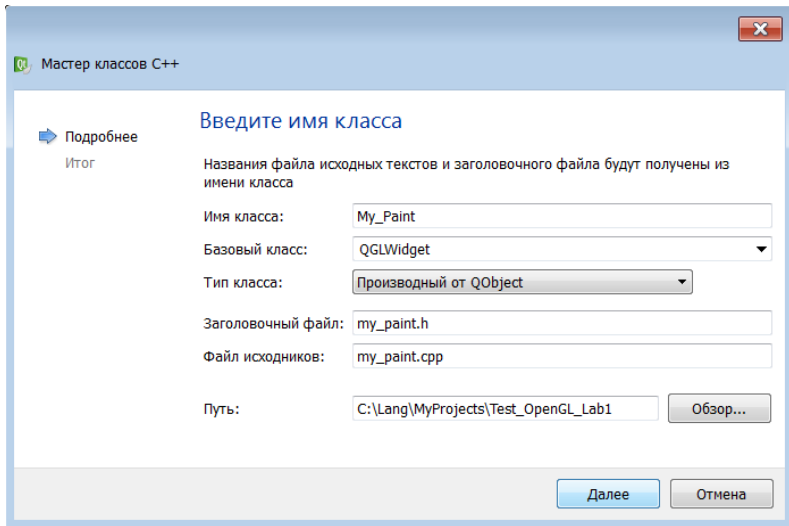 Qt
Мастер классов C++
Подробнее
Итог
Введите имя класса
Названия файла исходных текстов и заголовочного файла будут получены из
имени класса
Имя класса: My_Paint
Базовый класс: QGLWidget
Тип класса: Производный от QObject
Заголовочный файл: my_paint.h
Файл исходников: my_paint.cpp
Путь: C:\Lang\MyProjects\Test_OpenGL_Lab1 Обзор...
Далее Отмена